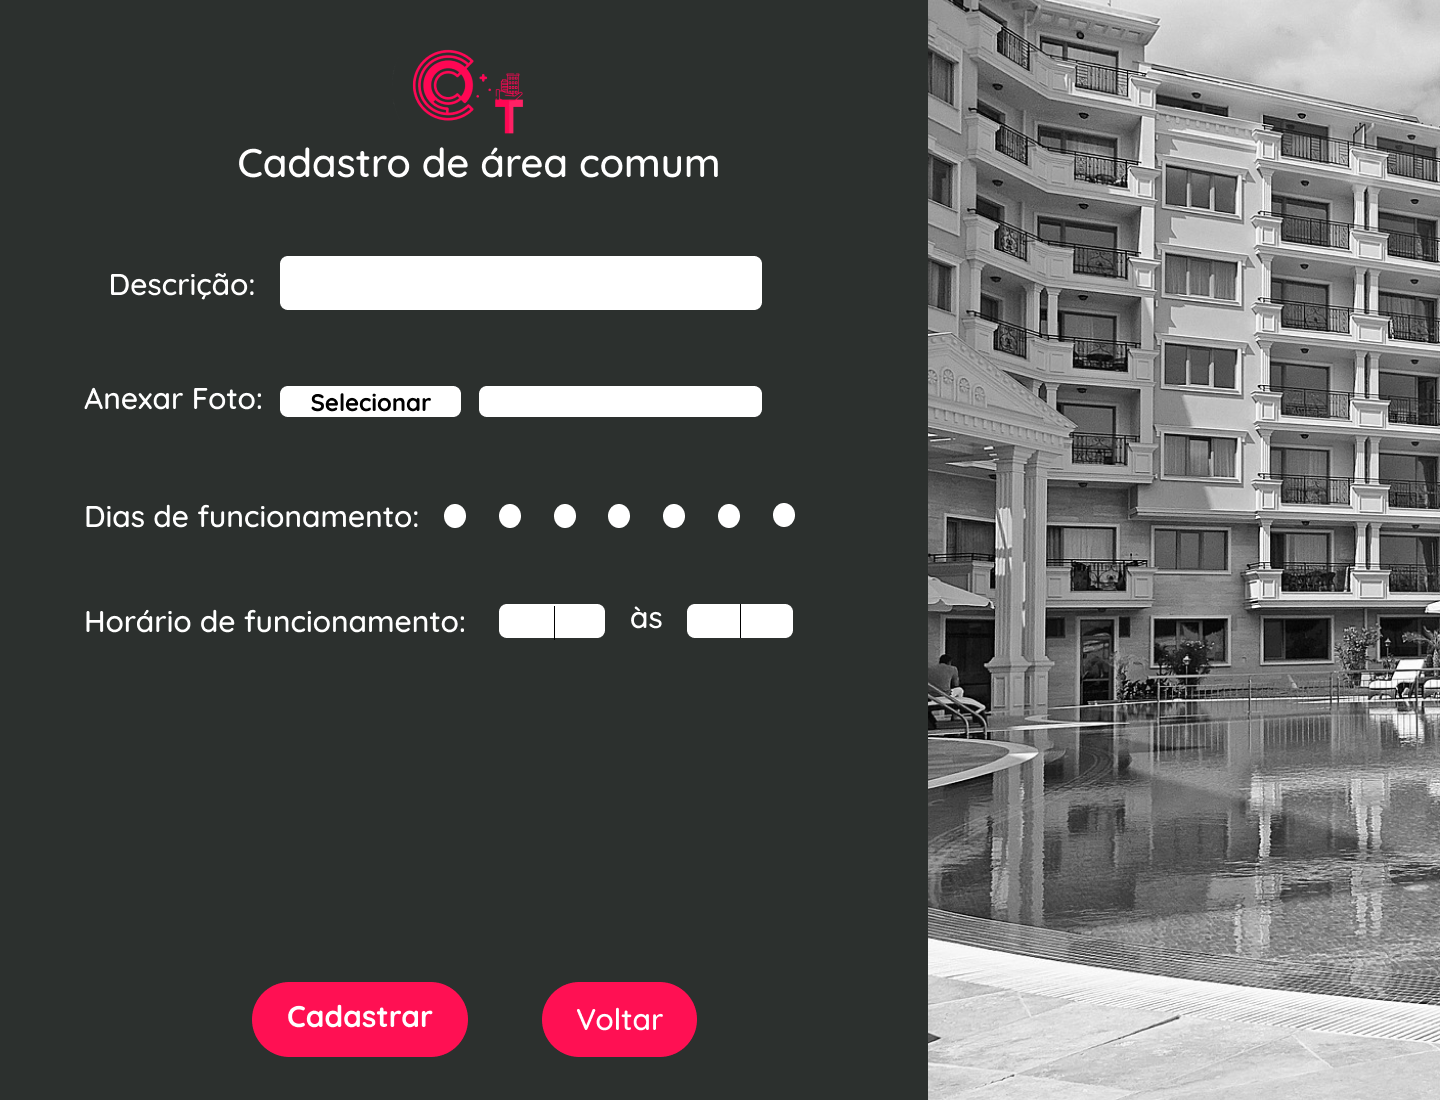 CT
Cadastro de área comum
Descrição:
Anexar Foto: Selecionar
Dias de funcionamento:
Horário de funcionamento: às
Cadastrar Voltar